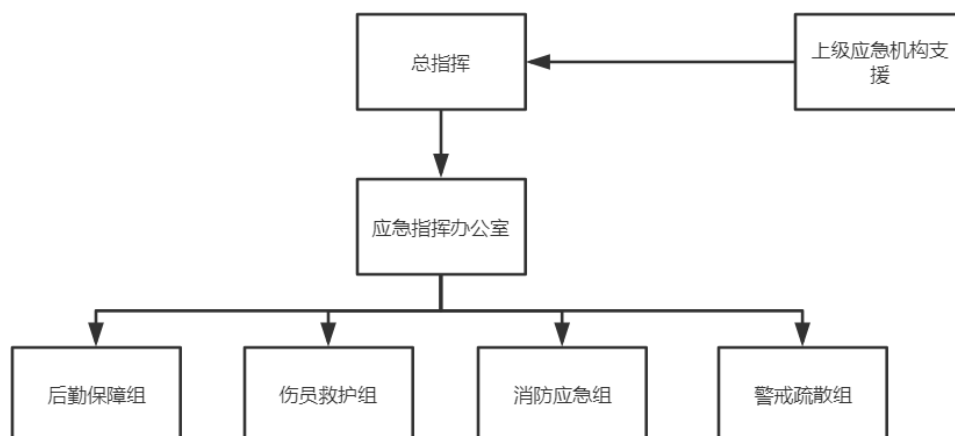 总指挥
上级应急机构支
援
应急指挥办公室
后勤保障组
伤员救护组
消防应急组
警戒疏散组